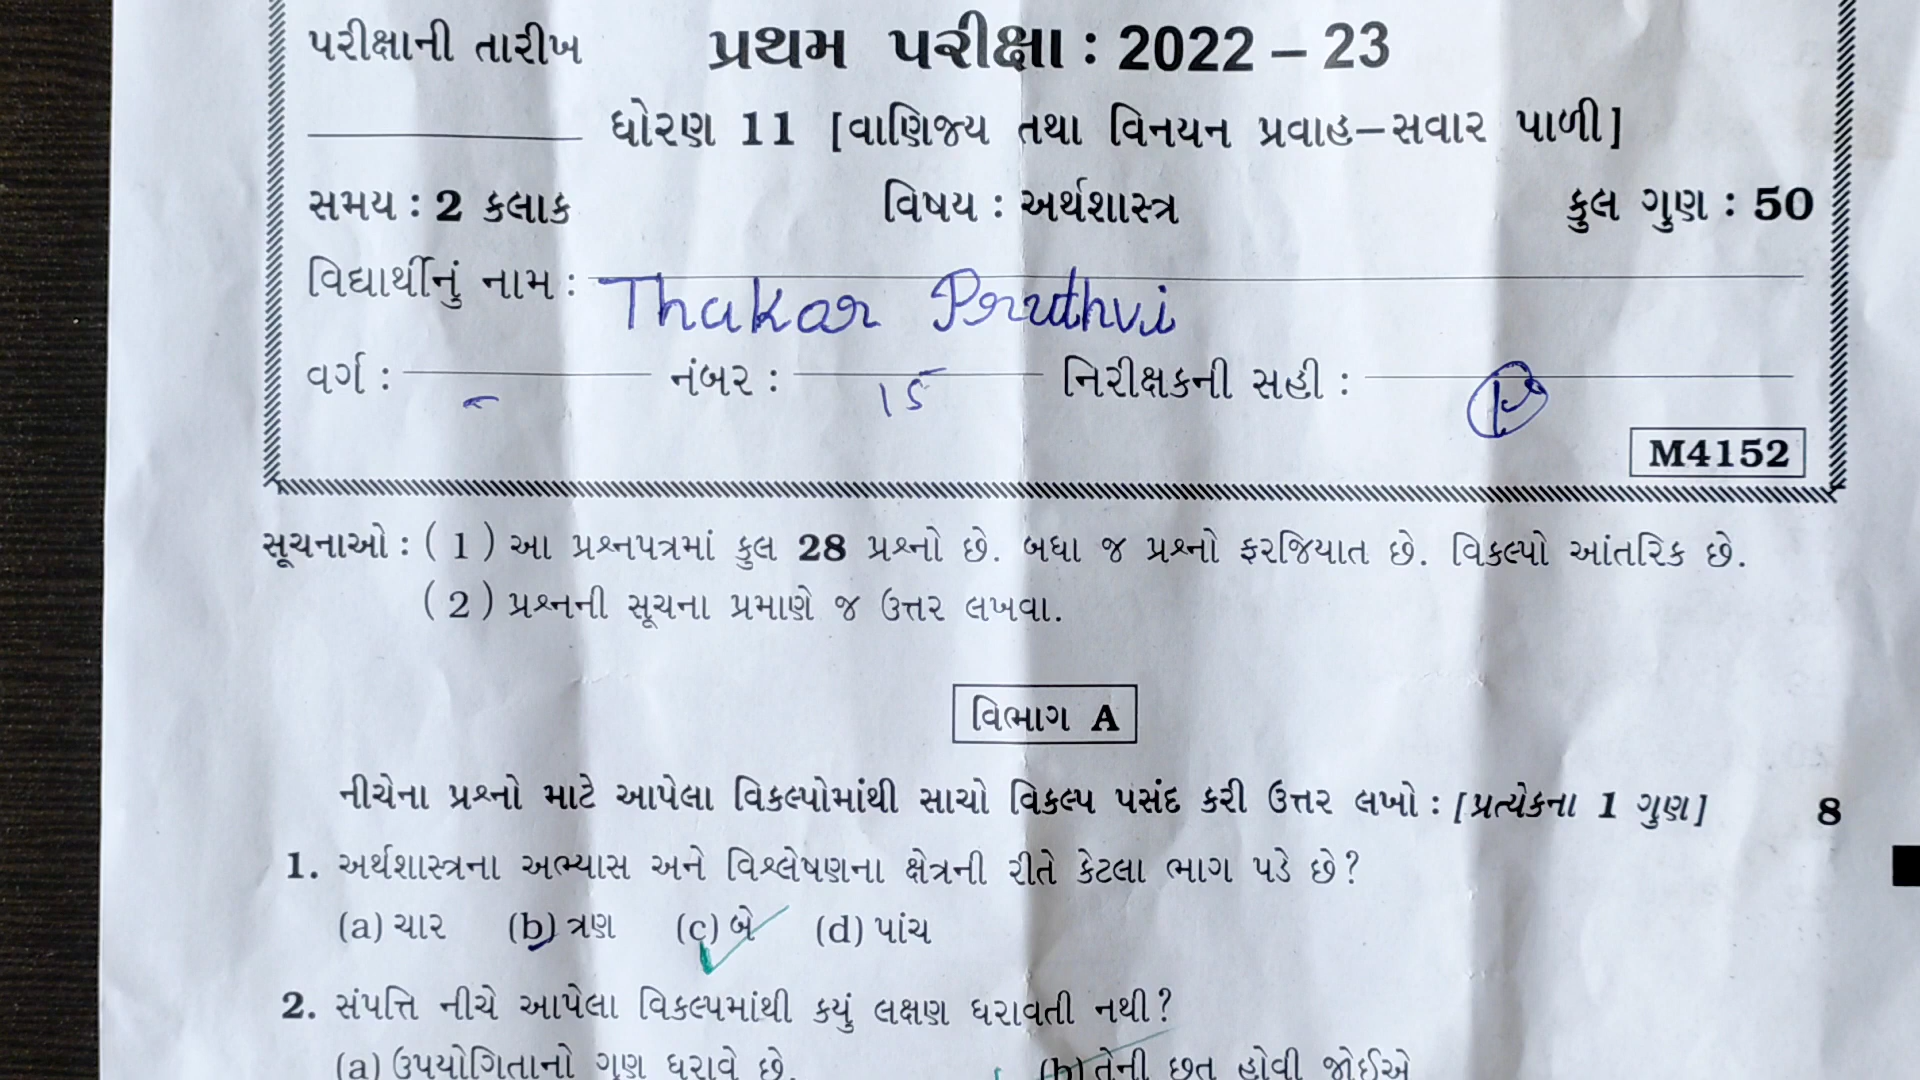 પરીક્ષાની તારીખ પ્રથમ પરીક્ષા : 2022 – 23
ધોરણ 11 [વાણિજ્ય તથા વિનયન પ્રવાહ–સવાર પાળી]
સમય : 2 કલાક વિષય : અર્થશાસ્ત્ર કુલ ગુણ : 50
વિદ્યાર્થીનું નામ : Thakar Pruthvi
વર્ગ : - નંબર : 15 નિરીક્ષકની સહી :
M4152
સૂચનાઓ : ( 1 ) આ પ્રશ્નપત્રમાં કુલ 28 પ્રશ્નો છે. બધા જ પ્રશ્નો ફરજિયાત છે. વિકલ્પો આંતરિક છે.
( 2 ) પ્રશ્નની સૂચના પ્રમાણે જ ઉત્તર લખવા.
વિભાગ A
નીચેના પ્રશ્નો માટે આપેલા વિકલ્પોમાંથી સાચો વિકલ્પ પસંદ કરી ઉત્તર લખો : [પ્રત્યેકના 1 ગુણ] 8
1. અર્થશાસ્ત્રના અભ્યાસ અને વિશ્લેષણના ક્ષેત્રની રીતે કેટલા ભાગ પડે છે?
(a) ચાર (b) ત્રણ (c) બે (d) પાંચ
2. સંપત્તિ નીચે આપેલા વિકલ્પમાંથી કયું લક્ષણ ધરાવતી નથી?
(a) ઉપયોગિતાનો ગુણ ધરાવે છે. (b) તેની છત હોવી જોઈએ